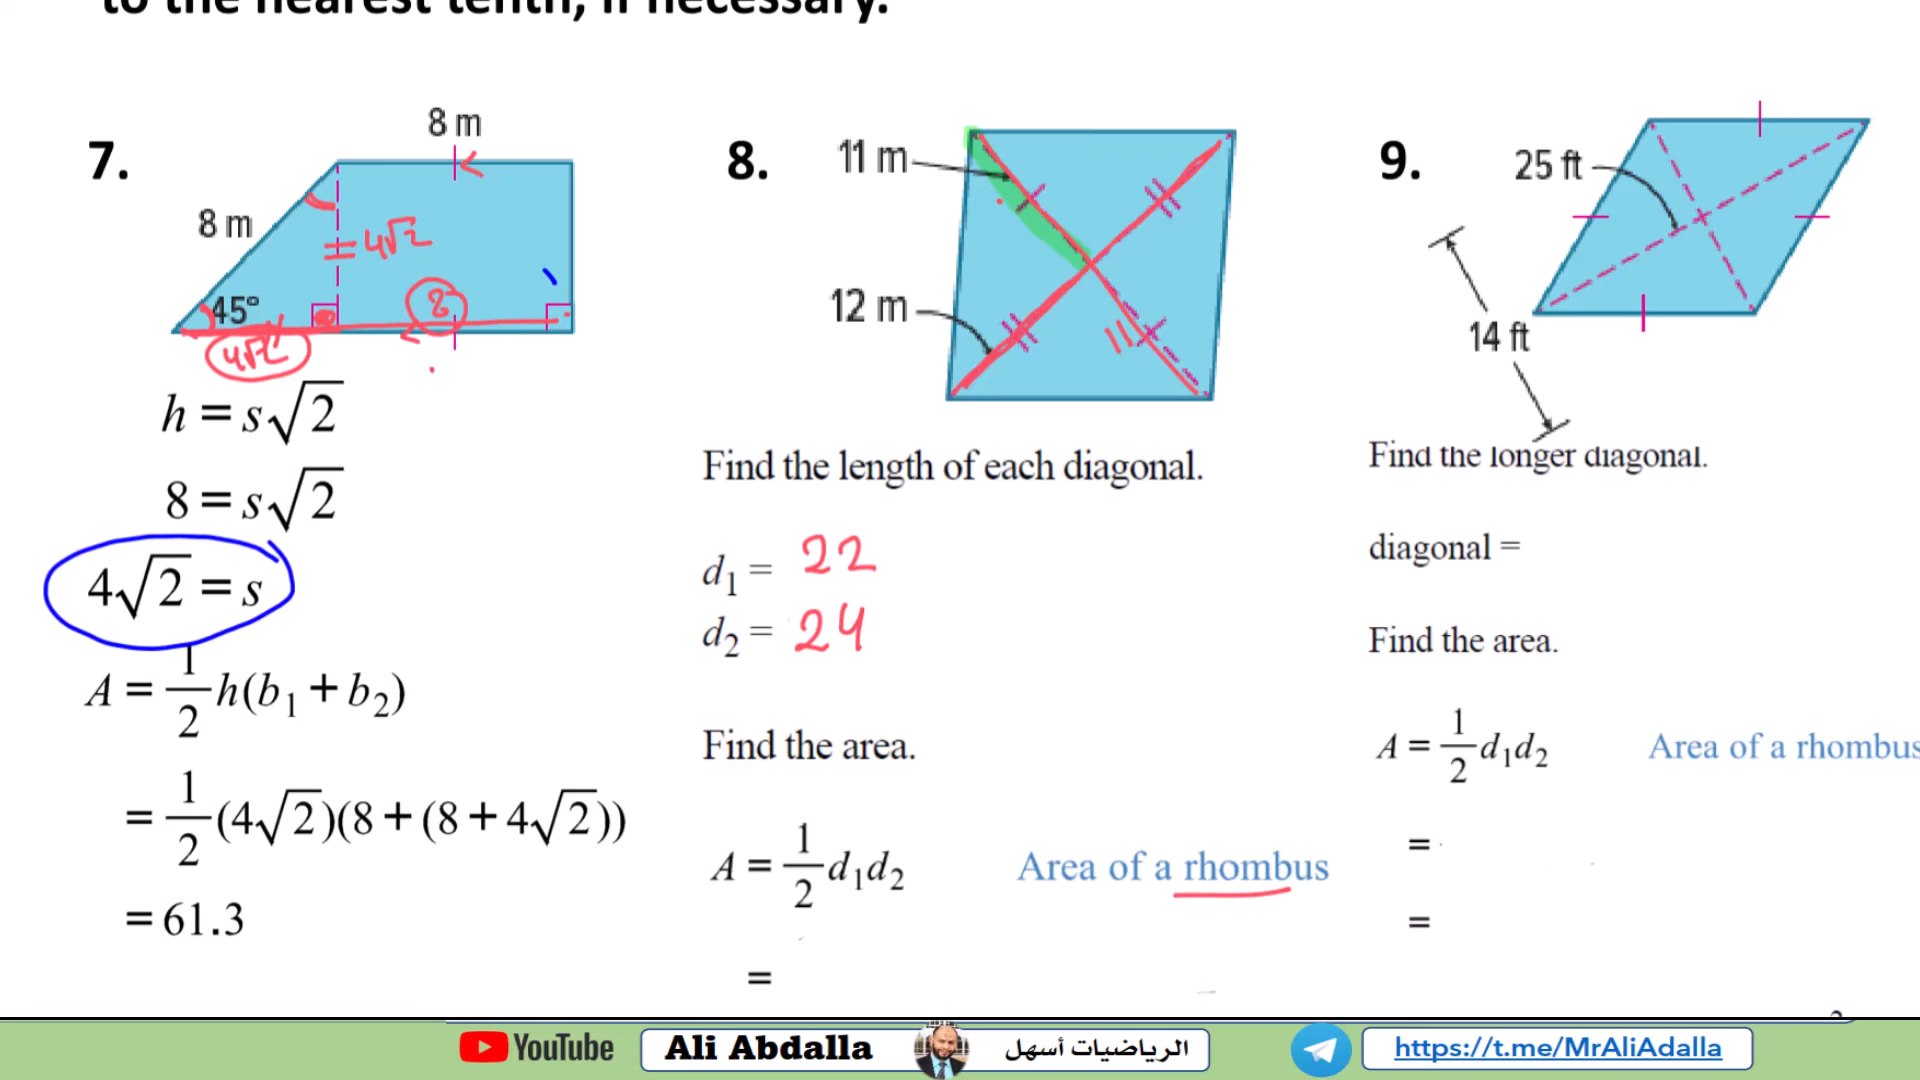 to the nearest tenth, if necessary.
7.
8 m
8 m
= 4√2
45°
8
4√2
h = s√2
8 = s√2
4√2 = s
A = 1/2 h(b₁ + b₂)
= 1/2 (4√2)(8 + (8 + 4√2))
= 61.3
8.
11 m
12 m
11
Find the length of each diagonal.
d₁ = 22
d₂ = 24
Find the area.
A = 1/2 d₁d₂ Area of a rhombus
=
9.
25 ft
14 ft
Find the longer diagonal.
diagonal =
Find the area.
A = 1/2 d₁d₂ Area of a rhombus
=
=
YouTube
Ali Abdalla
الرياضيات أسهل
https://t.me/MrAliAdalla